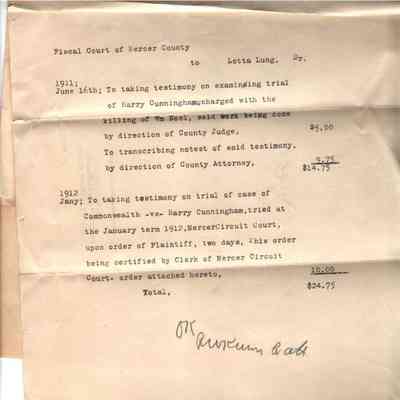 Fiscal Court of Mercer County
to Lotta Lung, Dr.
1911;
June 16th; To taking testimony on examining trial
of Harry Cunningham,charged with the
killing of Wm Noel, said work being done
by direction of County Judge, $5.00
To transcribing notest of said testimony,
by direction of County Attorney, 9.75
$14.75
1912
Jany; To taking testimony on trial of case of
Commonwealth -vs- Harry Cunningham,tried at
the January term 1912,MercerCircuit Court,
upon order of Plaintiff, two days, this order
being certified by Clerk of Mercer Circuit
Court- order attached hereto, 10.00
Total, $24.75
OK